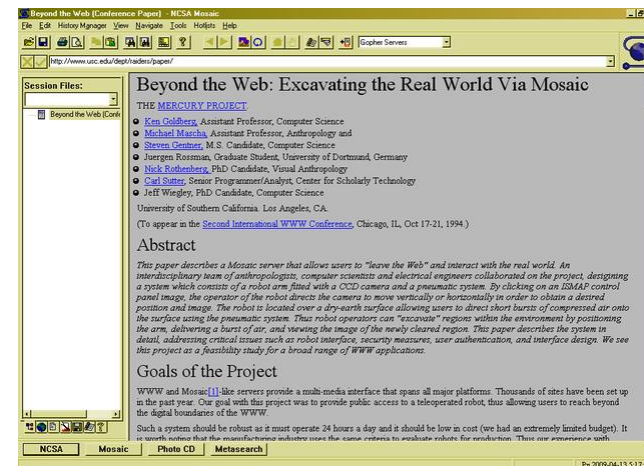 Beyond the Web (Conference Paper) - NCSA Mosaic
File Edit History Manager View Navigate Tools Hotlists Help
Gopher Servers
http://www.usc.edu/dept/raiders/paper/
Session Files:
Beyond the Web (Confe
Beyond the Web: Excavating the Real World Via Mosaic
THE MERCURY PROJECT.
Ken Goldberg, Assistant Professor, Computer Science
Michael Mascha, Assistant Professor, Anthropology and
Steven Gentner, M.S. Candidate, Computer Science
Juergen Rossman, Graduate Student, University of Dortmund, Germany
Nick Rothenberg, PhD Candidate, Visual Anthropology
Carl Sutter, Senior Programmer/Analyst, Center for Scholarly Technology
Jeff Wiegley, PhD Candidate, Computer Science
University of Southern California. Los Angeles, CA.
(To appear in the Second International WWW Conference, Chicago, IL, Oct 17-21, 1994.)
Abstract
This paper describes a Mosaic server that allows users to "leave the Web" and interact with the real world. An
interdisciplinary team of anthropologists, computer scientists and electrical engineers collaborated on the project, designing
a system which consists of a robot arm fitted with a CCD camera and a pneumatic system. By clicking on an ISMAP control
panel image, the operator of the robot directs the camera to move vertically or horizontally in order to obtain a desired
position and image. The robot is located over a dry-earth surface allowing users to direct short bursts of compressed air onto
the surface using the pneumatic system. Thus robot operators can "excavate" regions within the environment by positioning
the arm, delivering a burst of air, and viewing the image of the newly cleared region. This paper describes the system in
detail, addressing critical issues such as robot interface, security measures, user authentication, and interface design. We see
this project as a feasibility study for a broad range of WWW applications.
Goals of the Project
WWW and Mosaic[1]-like servers provide a multi-media interface that spans all major platforms. Thousands of sites have been set up
in the past year. Our goal with this project was to provide public access to a teleoperated robot, thus allowing users to reach beyond
the digital boundaries of the WWW.
Such a system should be robust as it must operate 24 hours a day and it should be low in cost (we had an extremely limited budget). It
is worth noting that the manufacturing industry uses the same criteria to evaluate robots for production. Thus our experience with
NCSA Mosaic Photo CD Metasearch
2009-04-13 5:17